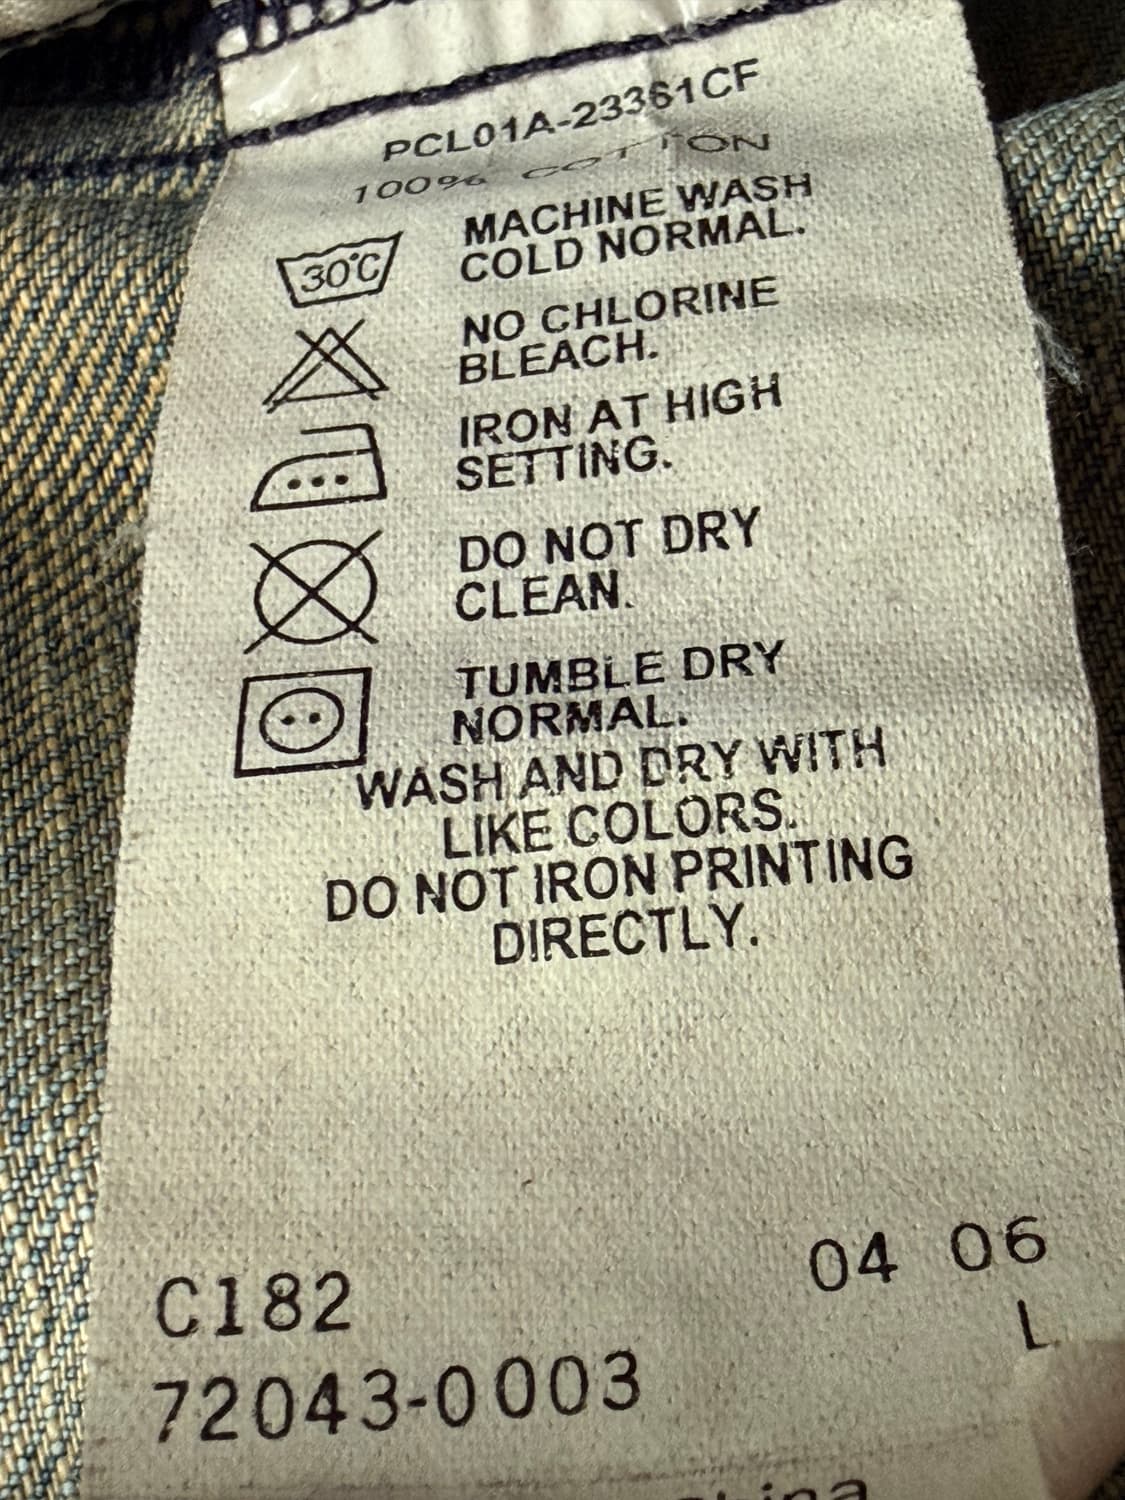 PCL01A-23361CF
100% COTTON
30°C
MACHINE WASH
COLD NORMAL.
NO CHLORINE
BLEACH.
IRON AT HIGH
SETTING.
DO NOT DRY
CLEAN.
TUMBLE DRY
NORMAL.
WASH AND DRY WITH
LIKE COLORS.
DO NOT IRON PRINTING
DIRECTLY.
C182 04 06
L
72043-0003